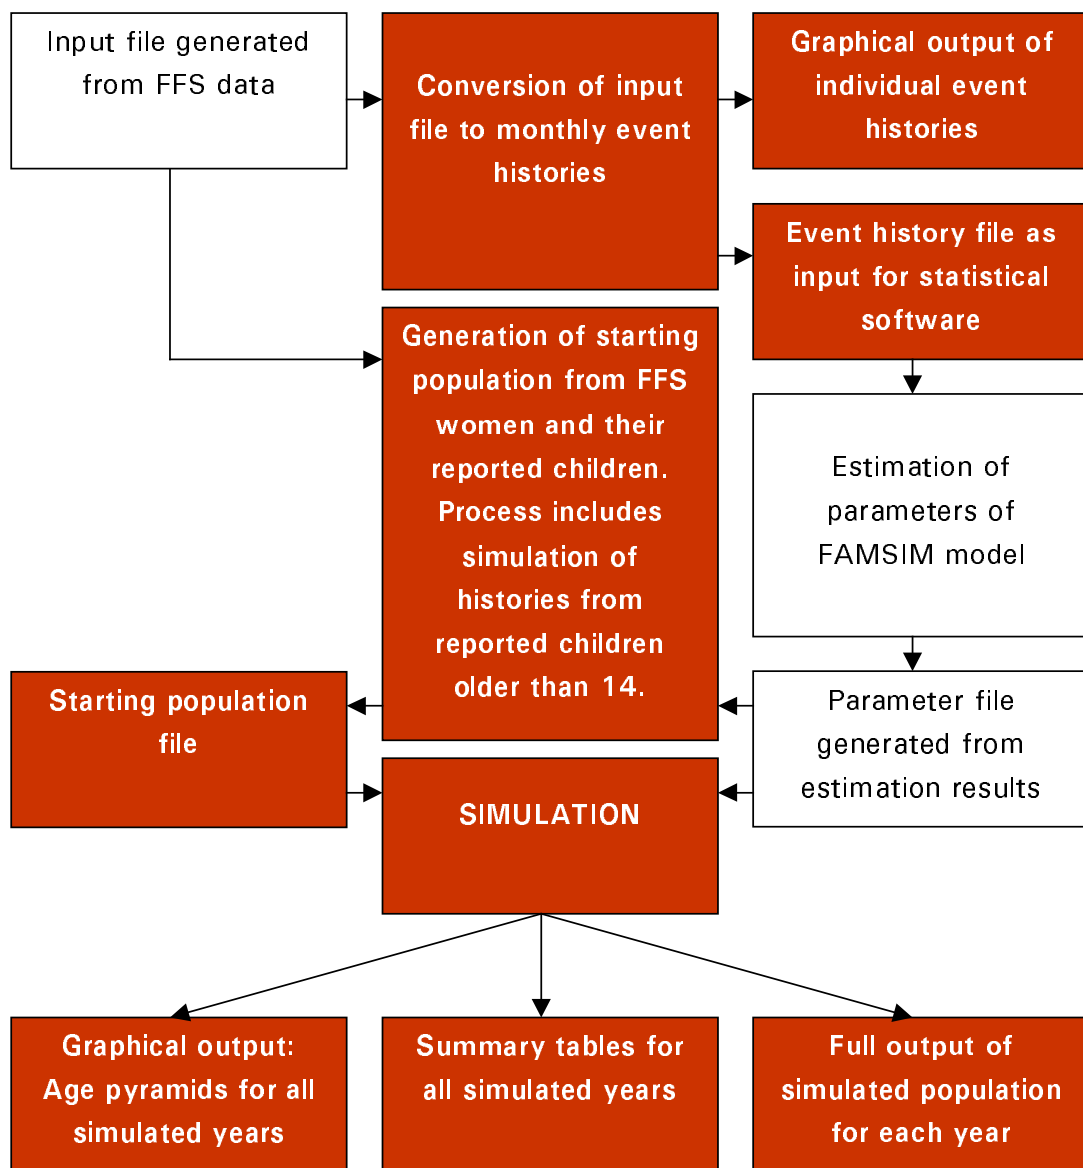 Input file generated
from FFS data
Conversion of input
file to monthly event
histories
Graphical output of
individual event
histories
Event history file as
input for statistical
software
Generation of starting
population from FFS
women and their
reported children.
Process includes
simulation of
histories from
reported children
older than 14.
Estimation of
parameters of
FAMSIM model
Starting population
file
Parameter file
generated from
estimation results
SIMULATION
Graphical output:
Age pyramids for all
simulated years
Summary tables for
all simulated years
Full output of
simulated population
for each year